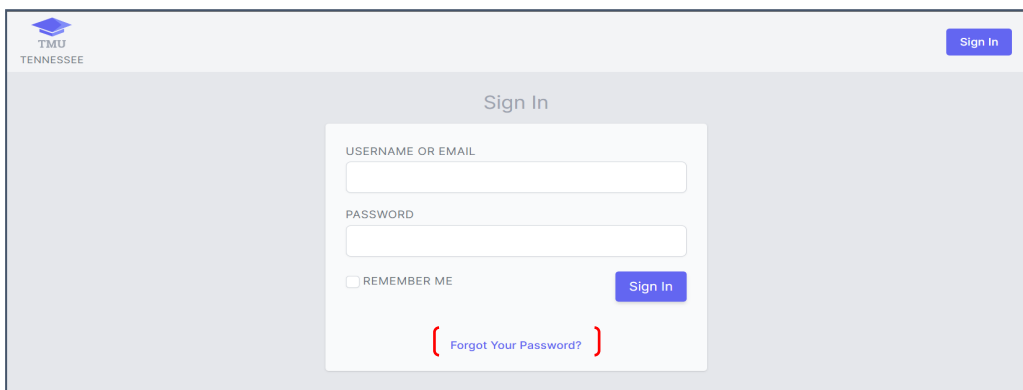 TMU
TENNESSEE
Sign In
Sign In
USERNAME OR EMAIL
PASSWORD
REMEMBER ME
Sign In
Forgot Your Password?